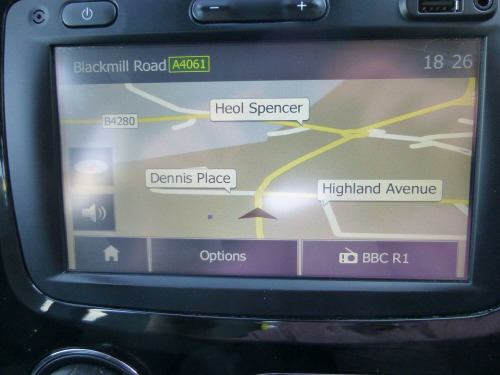 Blackmill Road A4061
18 26
Heol Spencer
B4280
Dennis Place
Highland Avenue
Options
BBC R1